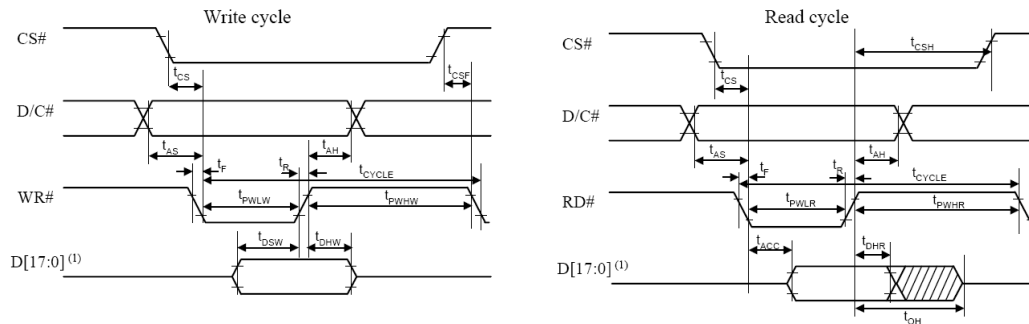 Write cycle
CS#
tCS
tCSF
D/C#
tAS
tF
tR
tAH
tCYCLE
WR#
tPWLW
tPWHW
tDSW
tDHW
D[17:0](1)
Read cycle
CS#
tCSH
tCS
D/C#
tAS
tF
tR
tAH
tCYCLE
RD#
tPWLR
tPWHR
tACC
tDHR
D[17:0](1)
tOH